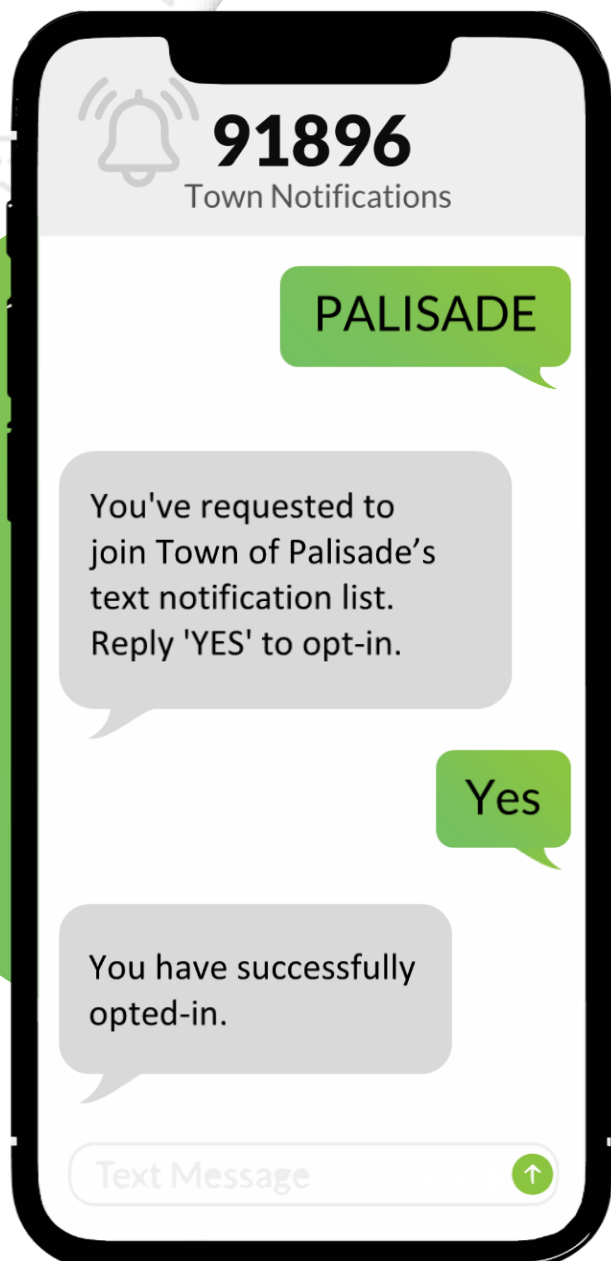 91896
Town Notifications
PALISADE
You've requested to
join Town of Palisade’s
text notification list.
Reply 'YES' to opt-in.
Yes
You have successfully
opted-in.
Text Message